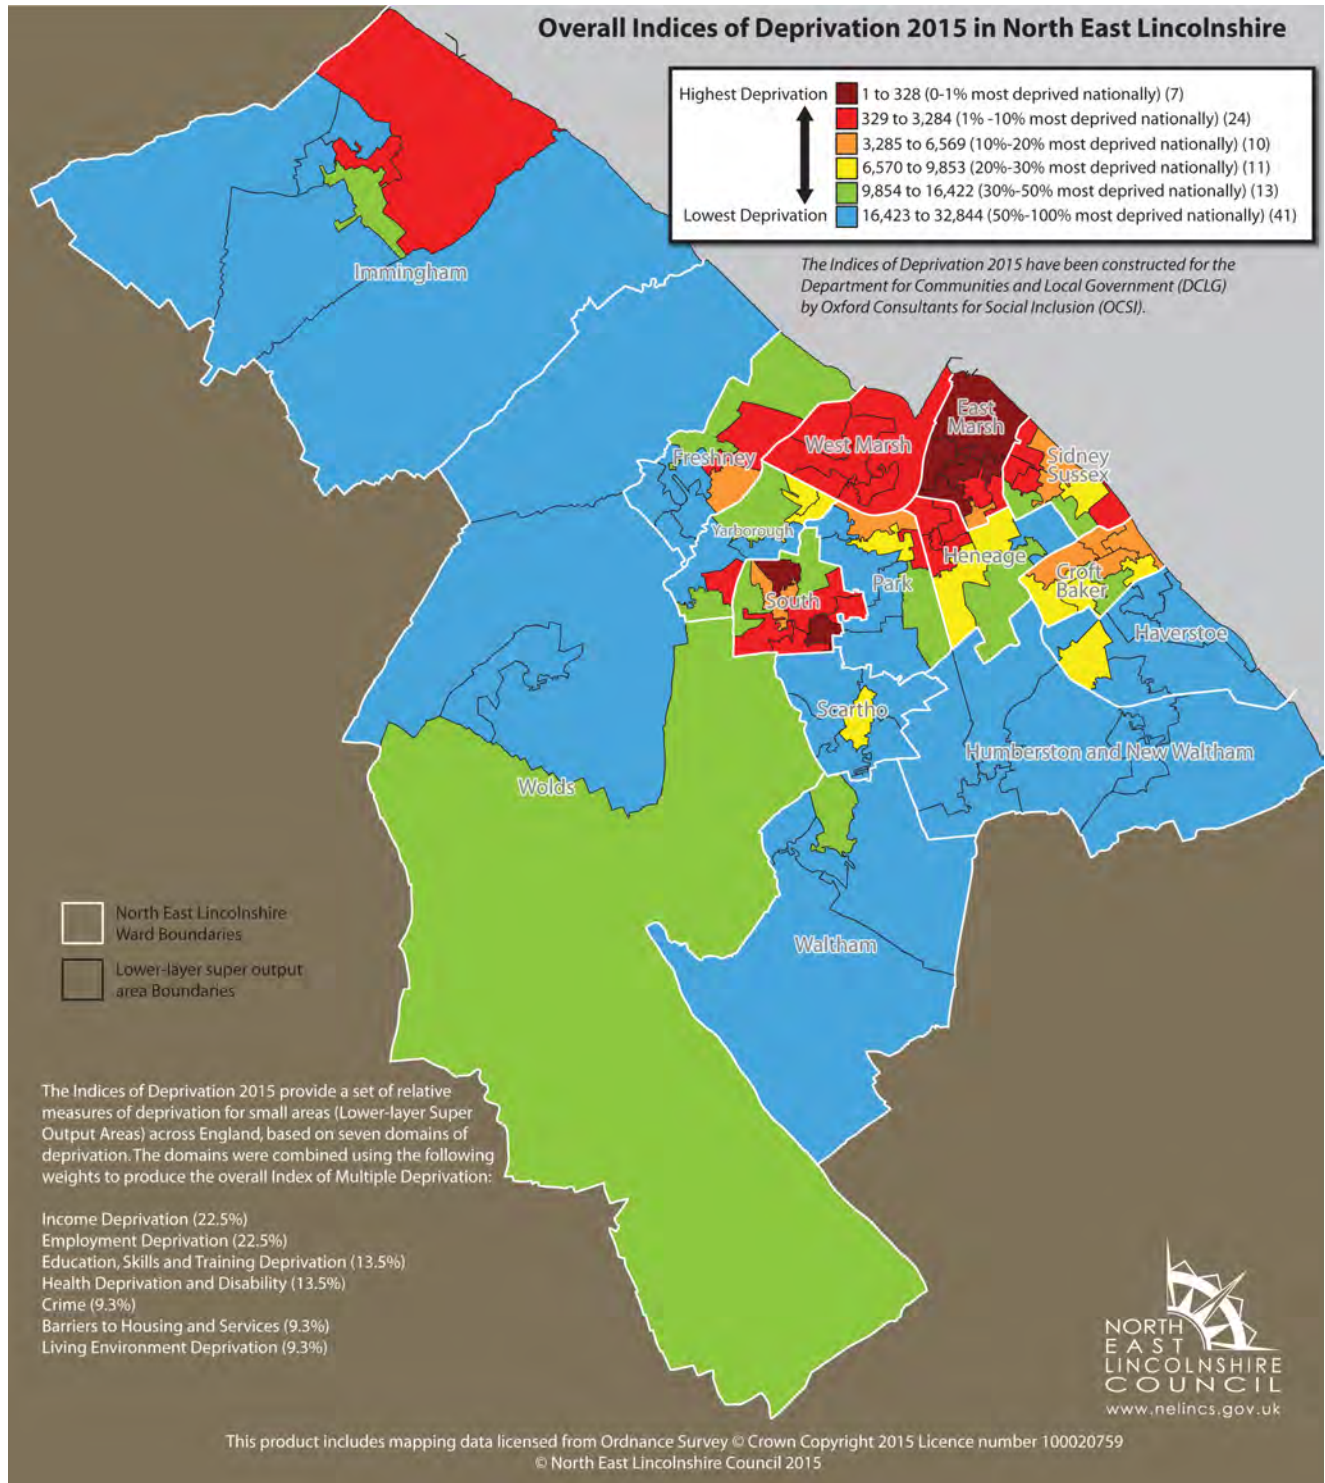 Overall Indices of Deprivation 2015 in North East Lincolnshire
Highest Deprivation
Lowest Deprivation
1 to 328 (0-1% most deprived nationally) (7)
329 to 3,284 (1% -10% most deprived nationally) (24)
3,285 to 6,569 (10%-20% most deprived nationally) (10)
6,570 to 9,853 (20%-30% most deprived nationally) (11)
9,854 to 16,422 (30%-50% most deprived nationally) (13)
16,423 to 32,844 (50%-100% most deprived nationally) (41)
The Indices of Deprivation 2015 have been constructed for the
Department for Communities and Local Government (DCLG)
by Oxford Consultants for Social Inclusion (OCSI).
Immingham
East
Marsh
West Marsh
Freshney
Sidney
Sussex
Yarborough
Heneage
Croft
Baker
Park
South
Haverstoe
Scartho
Humberston and New Waltham
Wolds
Waltham
North East Lincolnshire
Ward Boundaries
Lower-layer super output
area Boundaries
The Indices of Deprivation 2015 provide a set of relative
measures of deprivation for small areas (Lower-layer Super
Output Areas) across England, based on seven domains of
deprivation. The domains were combined using the following
weights to produce the overall Index of Multiple Deprivation:
Income Deprivation (22.5%)
Employment Deprivation (22.5%)
Education, Skills and Training Deprivation (13.5%)
Health Deprivation and Disability (13.5%)
Crime (9.3%)
Barriers to Housing and Services (9.3%)
Living Environment Deprivation (9.3%)
NORTH
EAST
LINCOLNSHIRE
COUNCIL
www.nelincs.gov.uk
This product includes mapping data licensed from Ordnance Survey © Crown Copyright 2015 Licence number 100020759
© North East Lincolnshire Council 2015